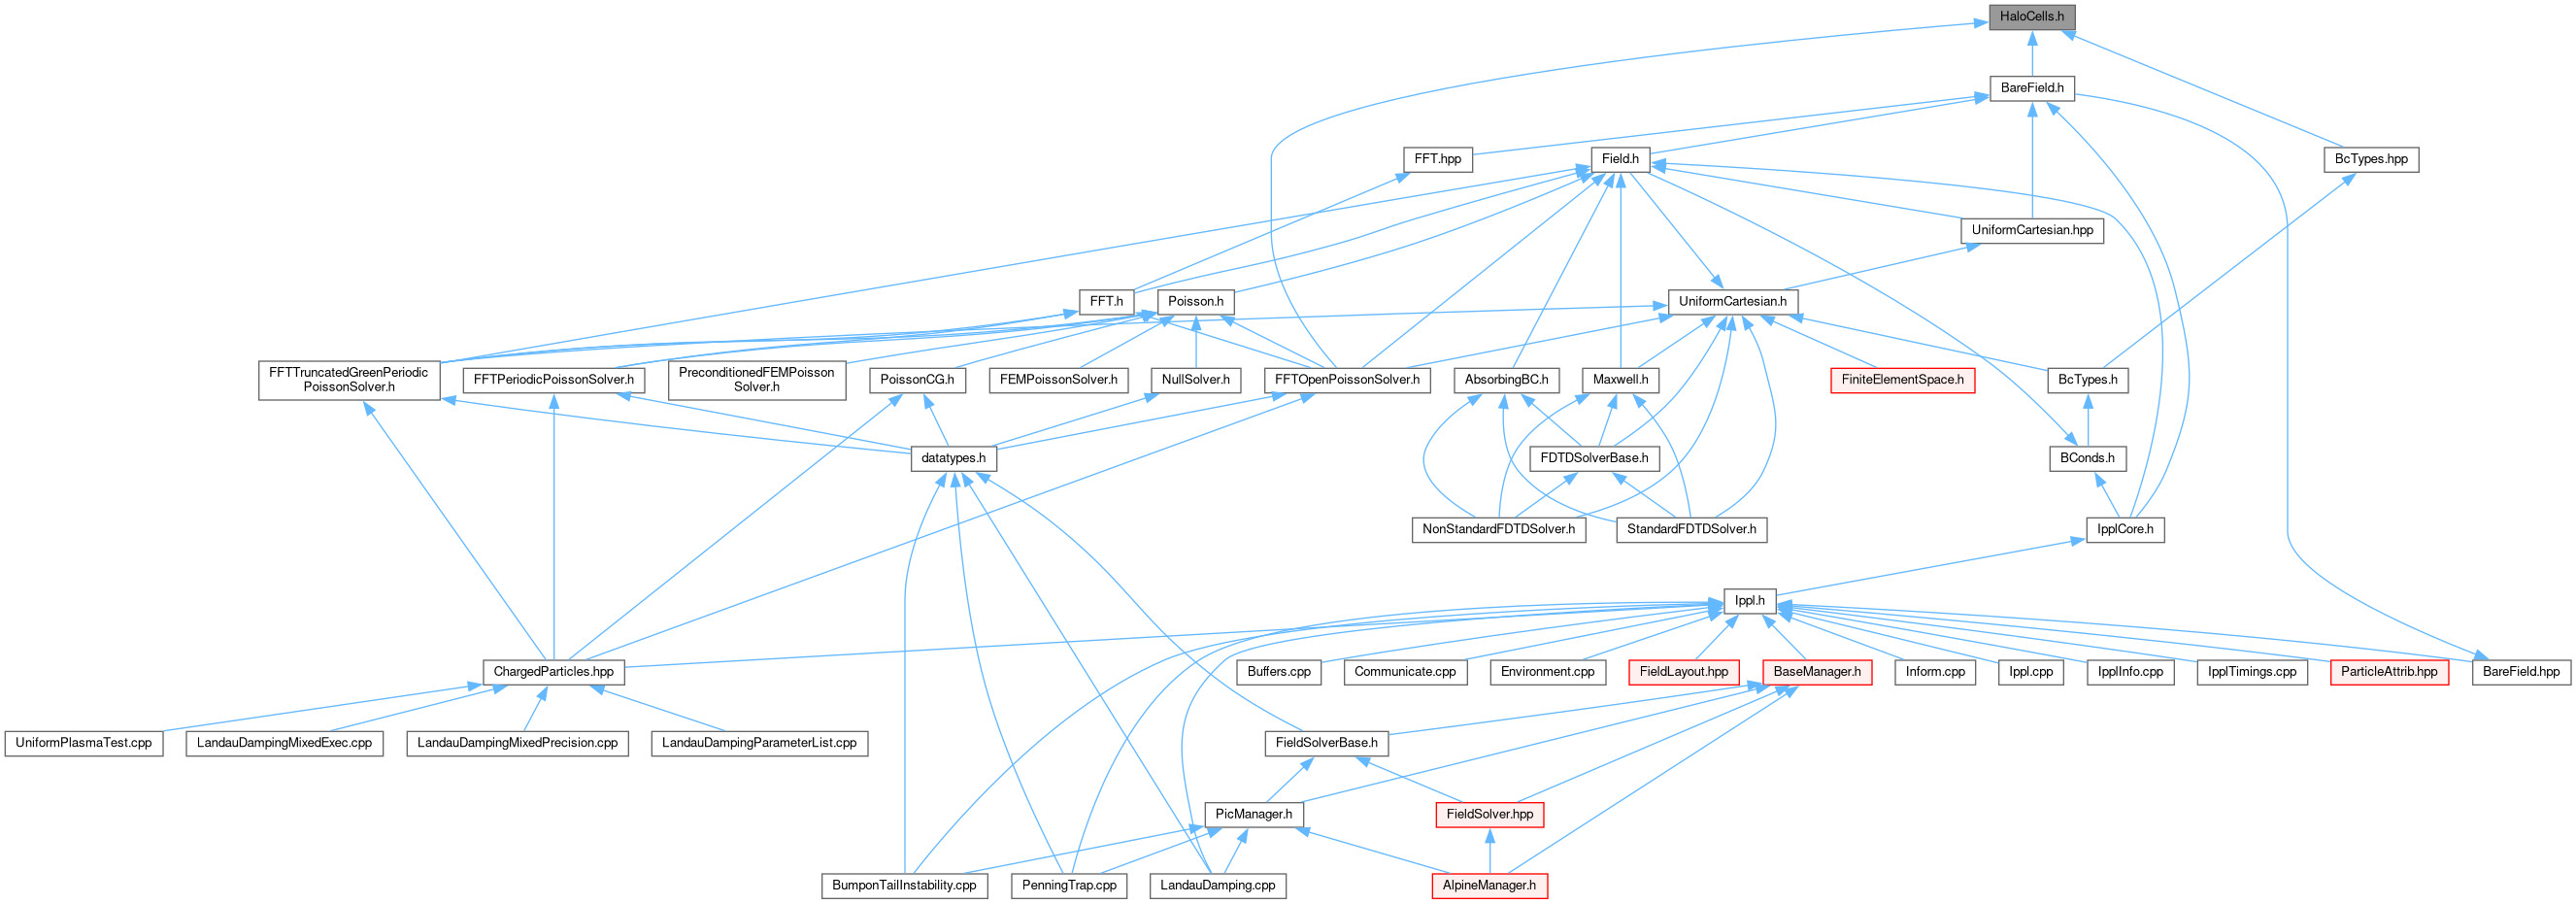 HaloCells.h
BareField.h
FFT.hpp
Field.h
BcTypes.hpp
UniformCartesian.hpp
FFT.h
Poisson.h
UniformCartesian.h
FFTTruncatedGreenPeriodic
PoissonSolver.h
FFTPeriodicPoissonSolver.h
PreconditionedFEMPoisson
Solver.h
PoissonCG.h
FEMPoissonSolver.h
NullSolver.h
FFTOpenPoissonSolver.h
AbsorbingBC.h
Maxwell.h
FiniteElementSpace.h
BcTypes.h
datatypes.h
FDTDSolverBase.h
BConds.h
NonStandardFDTDSolver.h
StandardFDTDSolver.h
IpplCore.h
Ippl.h
ChargedParticles.hpp
Buffers.cpp
Communicate.cpp
Environment.cpp
FieldLayout.hpp
BaseManager.h
Inform.cpp
Ippl.cpp
IpplInfo.cpp
IpplTimings.cpp
ParticleAttrib.hpp
BareField.hpp
UniformPlasmaTest.cpp
LandauDampingMixedExec.cpp
LandauDampingMixedPrecision.cpp
LandauDampingParameterList.cpp
FieldSolverBase.h
PicManager.h
FieldSolver.hpp
BumponTailInstability.cpp
PenningTrap.cpp
LandauDamping.cpp
AlpineManager.h